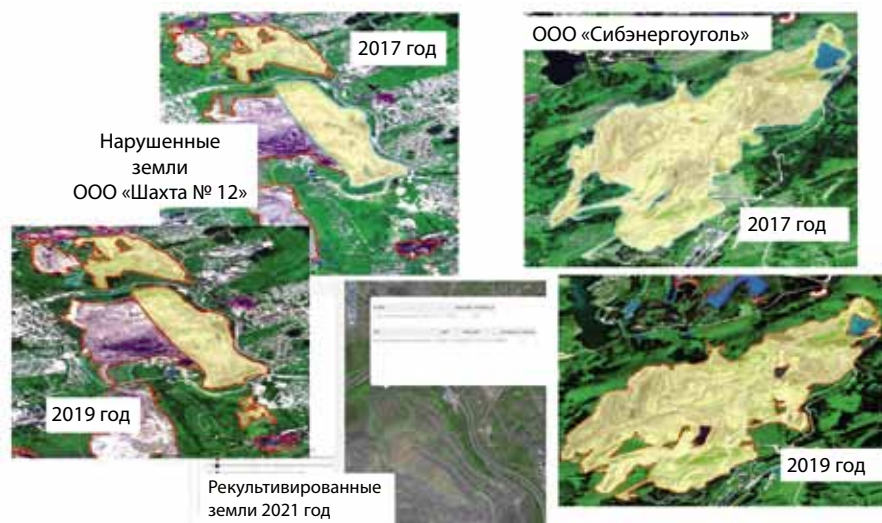 2017 год
ООО «Сибэнергоуголь»
Нарушенные
земли
ООО «Шахта № 12»
2017 год
2019 год
2019 год
Рекультивированные
земли 2021 год